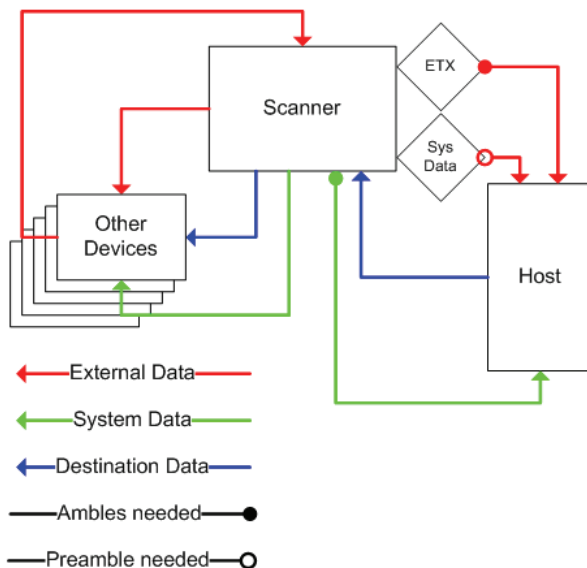 ETX
Scanner
Sys
Data
Other
Devices
Host
External Data
System Data
Destination Data
Ambles needed
Preamble needed